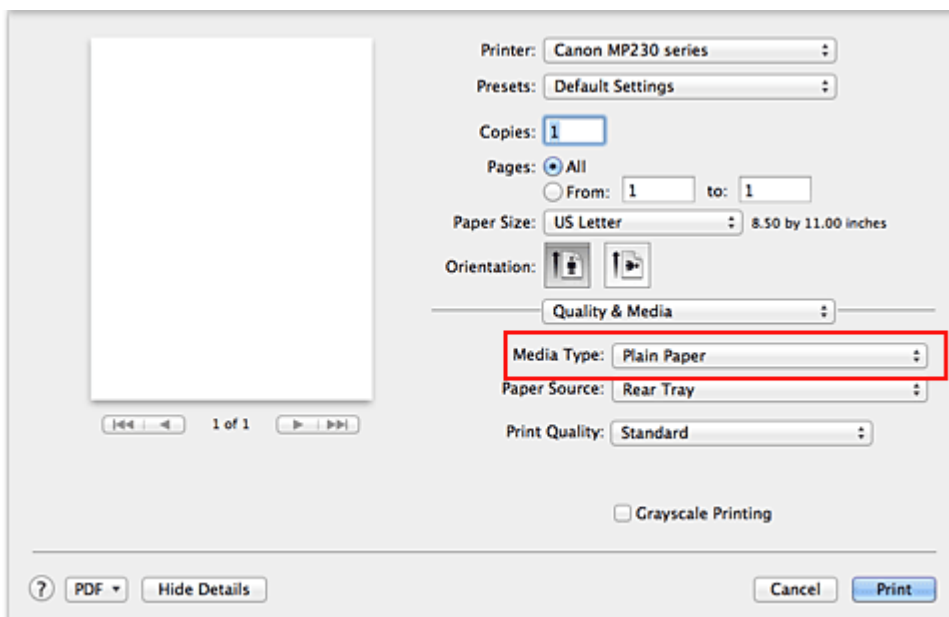 Printer: Canon MP230 series
Presets: Default Settings
Copies: 1
Pages: All
From: 1 to: 1
Paper Size: US Letter 8.50 by 11.00 inches
Orientation:
Quality & Media
Media Type: Plain Paper
Paper Source: Rear Tray
1 of 1
Print Quality: Standard
Grayscale Printing
? PDF Hide Details Cancel Print